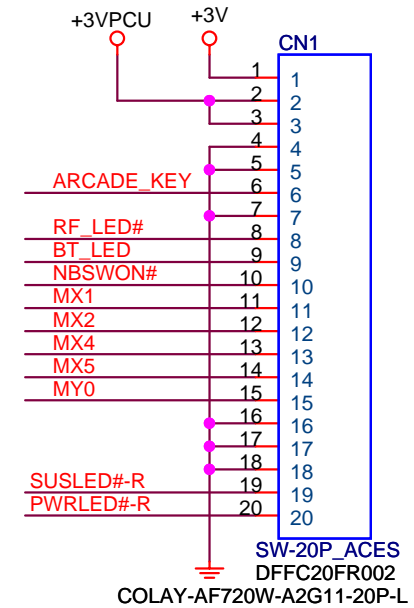 +3VPCU +3V
CN1
1 1
2 2
3 3
4 4
5 5
ARCADE_KEY 6 6
7 7
RF_LED# 8 8
BT_LED 9 9
NBSWON# 10 10
MX1 11 11
MX2 12 12
MX4 13 13
MX5 14 14
MY0 15 15
16 16
17 17
18 18
SUSLED#-R 19 19
PWRLED#-R 20 20
SW-20P_ACES
DFFC20FR002
COLAY-AF720W-A2G11-20P-L